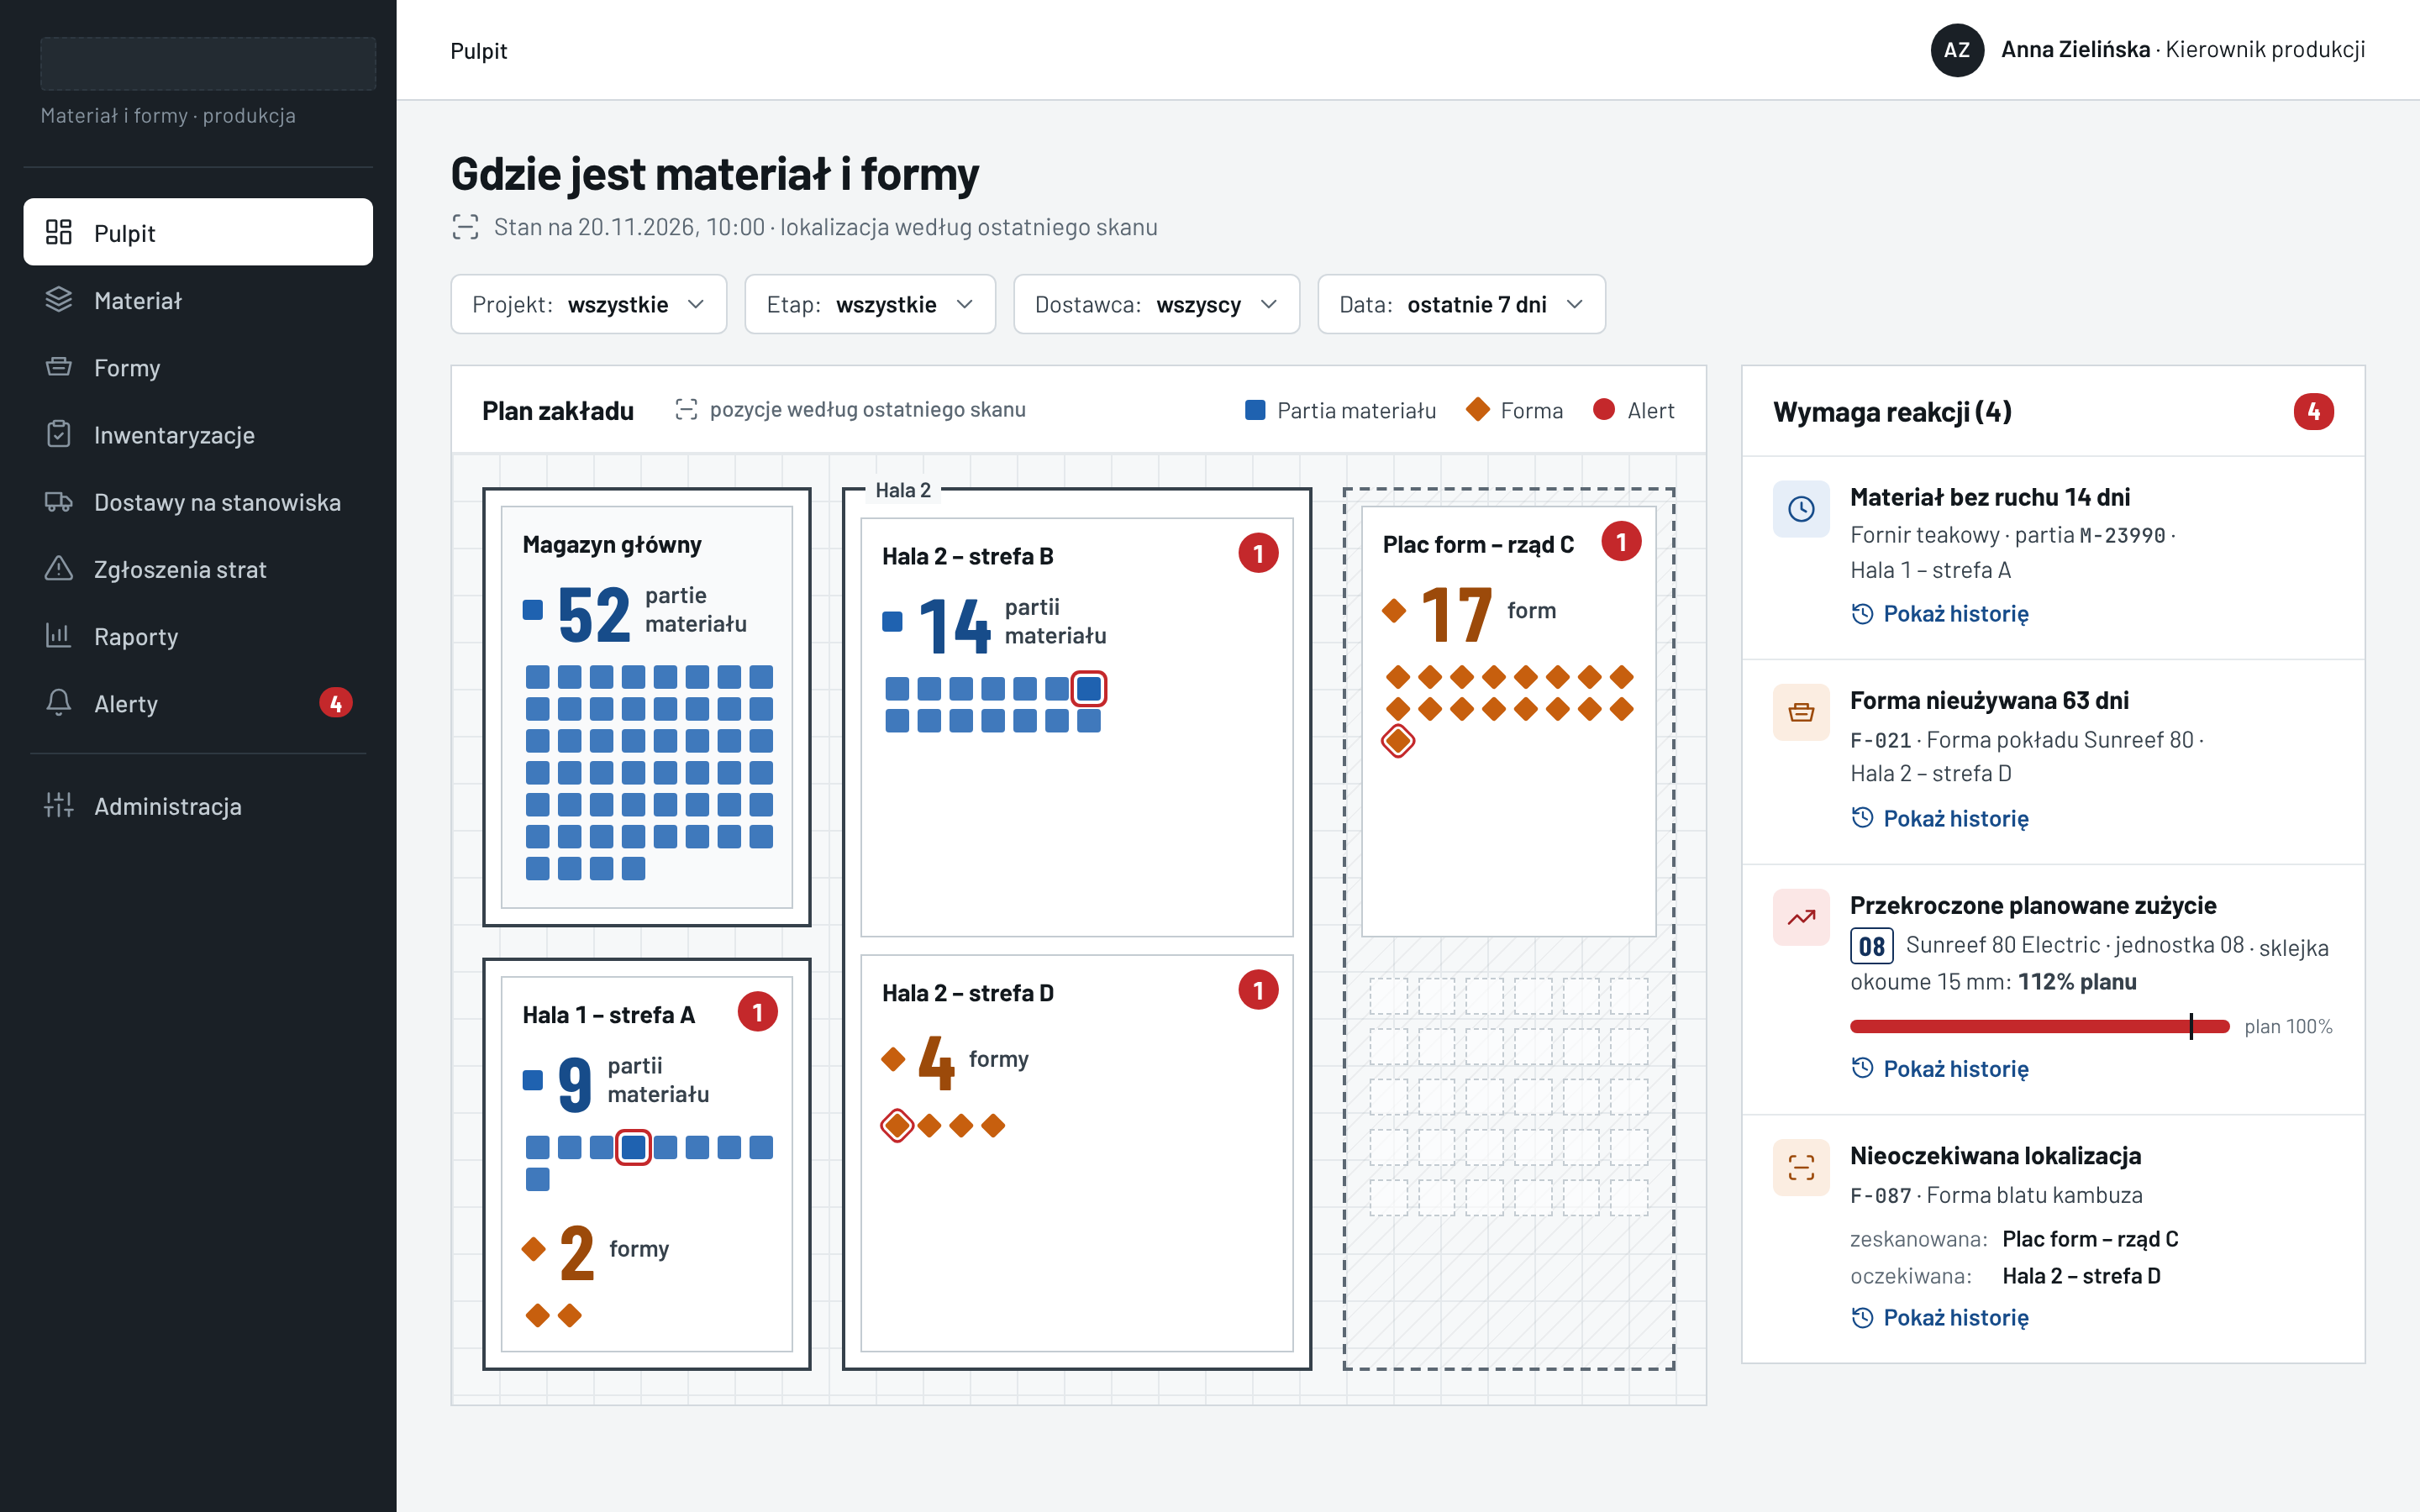 Materiał i formy · produkcja
Pulpit
Materiał
Formy
Inwentaryzacje
Dostawy na stanowiska
Zgłoszenia strat
Raporty
Alerty
4
Administracja
Pulpit
AZ
Anna Zielińska · Kierownik produkcji
Gdzie jest materiał i formy
Stan na 20.11.2026, 10:00 · lokalizacja według ostatniego skanu
Projekt: wszystkie
Etap: wszystkie
Dostawca: wszyscy
Data: ostatnie 7 dni
Plan zakładu
pozycje według ostatniego skanu
Partia materiału
Forma
Alert
Magazyn główny
52 partie
materiału
Hala 1 – strefa A
1
9 partii
materiału
2 formy
Hala 2
Hala 2 – strefa B
1
14 partii
materiału
Hala 2 – strefa D
1
4 formy
Plac form – rząd C
1
17 form
Wymaga reakcji (4)
4
Materiał bez ruchu 14 dni
Fornir teakowy · partia M-23990 ·
Hala 1 – strefa A
Pokaż historię
Forma nieużywana 63 dni
F-021 · Forma pokładu Sunreef 80 ·
Hala 2 – strefa D
Pokaż historię
Przekroczone planowane zużycie
08 Sunreef 80 Electric · jednostka 08 · sklejka
okoume 15 mm: 112% planu
plan 100%
Pokaż historię
Nieoczekiwana lokalizacja
F-087 · Forma blatu kambuza
zeskanowana: Plac form – rząd C
oczekiwana: Hala 2 – strefa D
Pokaż historię